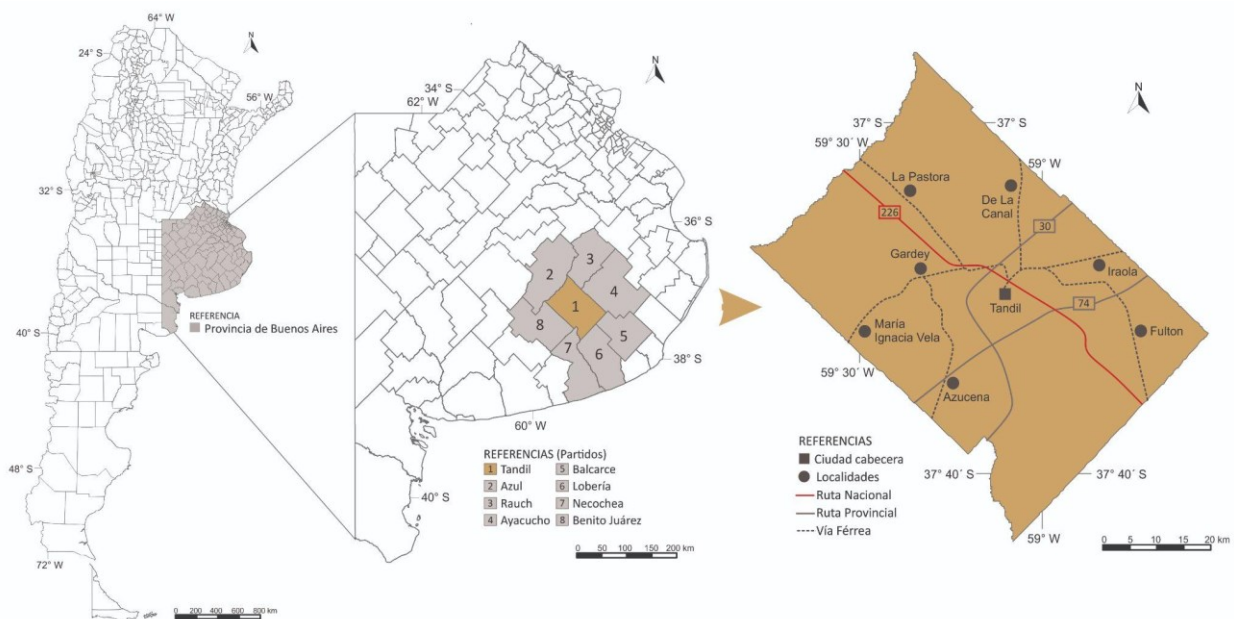 64° W
N
24° S
56° W
32° S
REFERENCIA
Provincia de Buenos Aires
40° S
48° S
72° W
0 200 400 600 800 km
N
34° S
62° W
36° S
2
3
1
4
8
5
7
6
38° S
60° W
40° S
REFERENCIAS (Partidos)
1 Tandil
2 Azul
3 Rauch
4 Ayacucho
5 Balcarce
6 Lobería
7 Necochea
8 Benito Juárez
0 50 100 150 200 km
N
37° S
37° S
59° 30´ W
59° W
La Pastora
De La
Canal
226
30
Gardey
Iraola
Tandil
74
María
Ignacia Vela
Fulton
59° 30´ W
Azucena
REFERENCIAS
Ciudad cabecera
Localidades
Ruta Nacional
Ruta Provincial
Vía Férrea
37° 40´ S
37° 40´ S
59° W
0 5 10 15 20 km